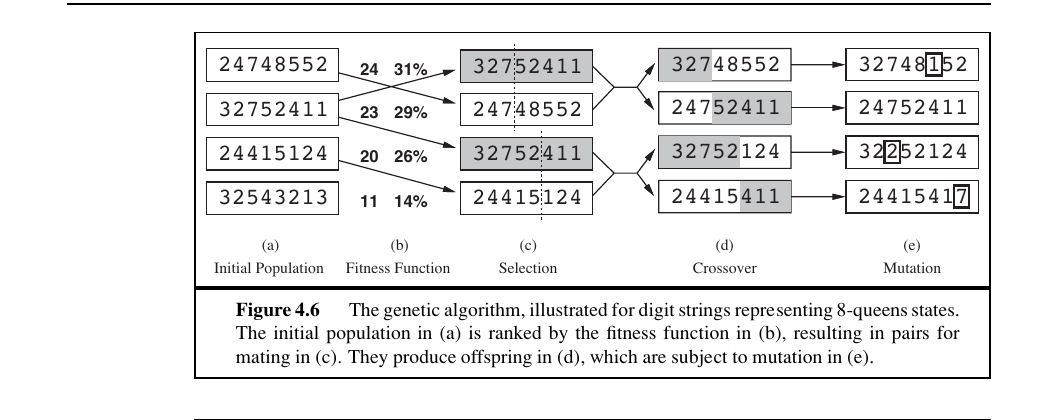 24748552 24 31% 32752411 32748552 32748152
32752411 23 29% 24748552 24752411 24752411
24415124 20 26% 32752411 32752124 32252124
32543213 11 14% 24415124 24415411 24415417
(a) (b) (c) (d) (e)
Initial Population Fitness Function Selection Crossover Mutation
Figure 4.6 The genetic algorithm, illustrated for digit strings representing 8-queens states.
The initial population in (a) is ranked by the fitness function in (b), resulting in pairs for
mating in (c). They produce offspring in (d), which are subject to mutation in (e).